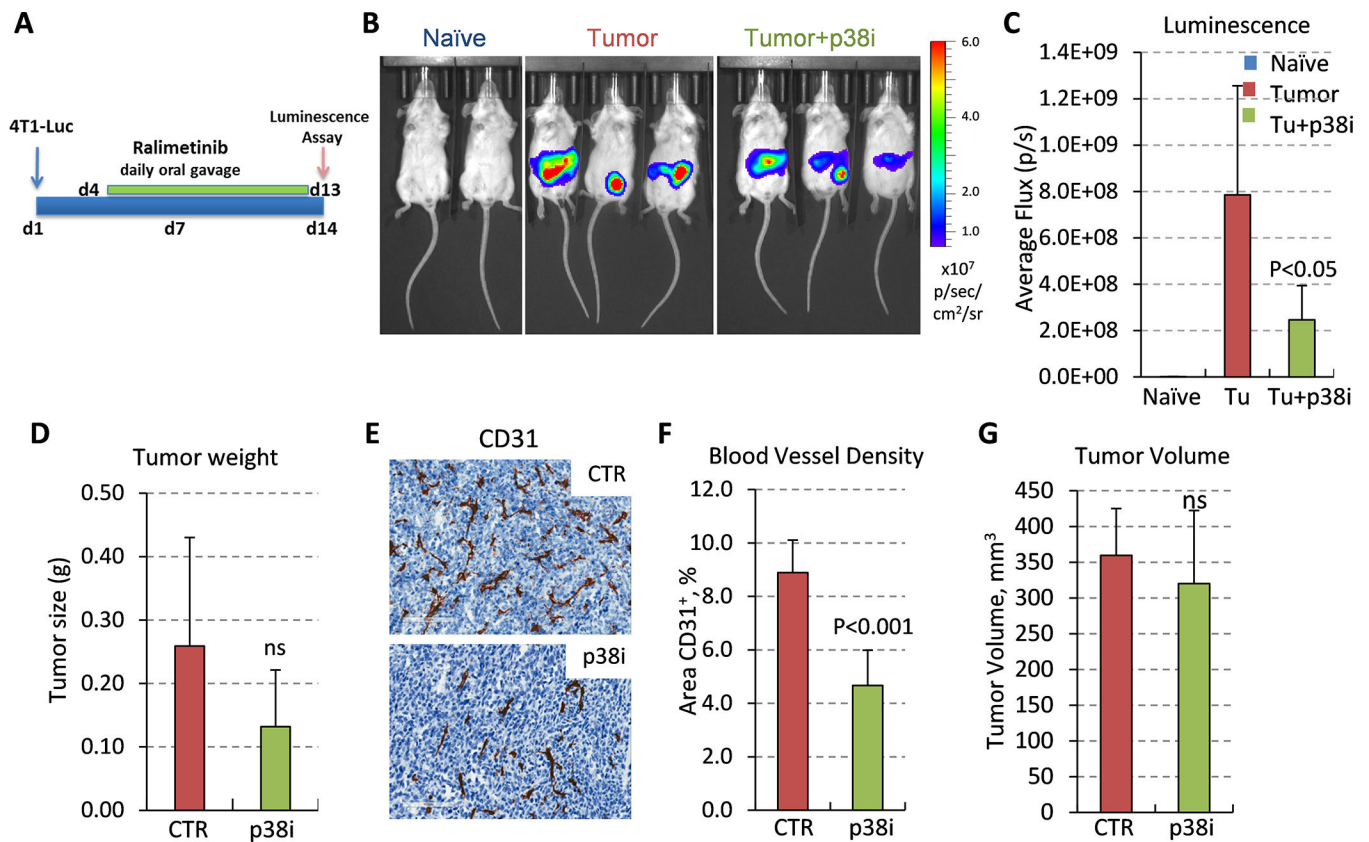 A
4T1-Luc
Ralimetinib
daily oral gavage
Luminescence
Assay
d4
d13
d1
d7
d14
B
Naïve
Tumor
Tumor+p38i
6.0
4.0
2.0
1.0
x10⁷
p/sec/
cm²/sr
C
Luminescence
Average Flux (p/s)
1.4E+09
1.2E+09
1.0E+09
8.0E+08
6.0E+08
4.0E+08
2.0E+08
0.0E+00
Naïve
Tumor
Tu+p38i
P<0.05
Naïve Tu Tu+p38i
D
Tumor weight
Tumor size (g)
0.50
0.40
0.30
0.20
0.10
0.00
ns
CTR p38i
E
CD31
CTR
p38i
F
Blood Vessel Density
Area CD31⁺, %
12.0
10.0
8.0
6.0
4.0
2.0
0.0
P<0.001
CTR p38i
G
Tumor Volume
Tumor Volume, mm³
450
400
350
300
250
200
150
100
50
0
ns
CTR p38i